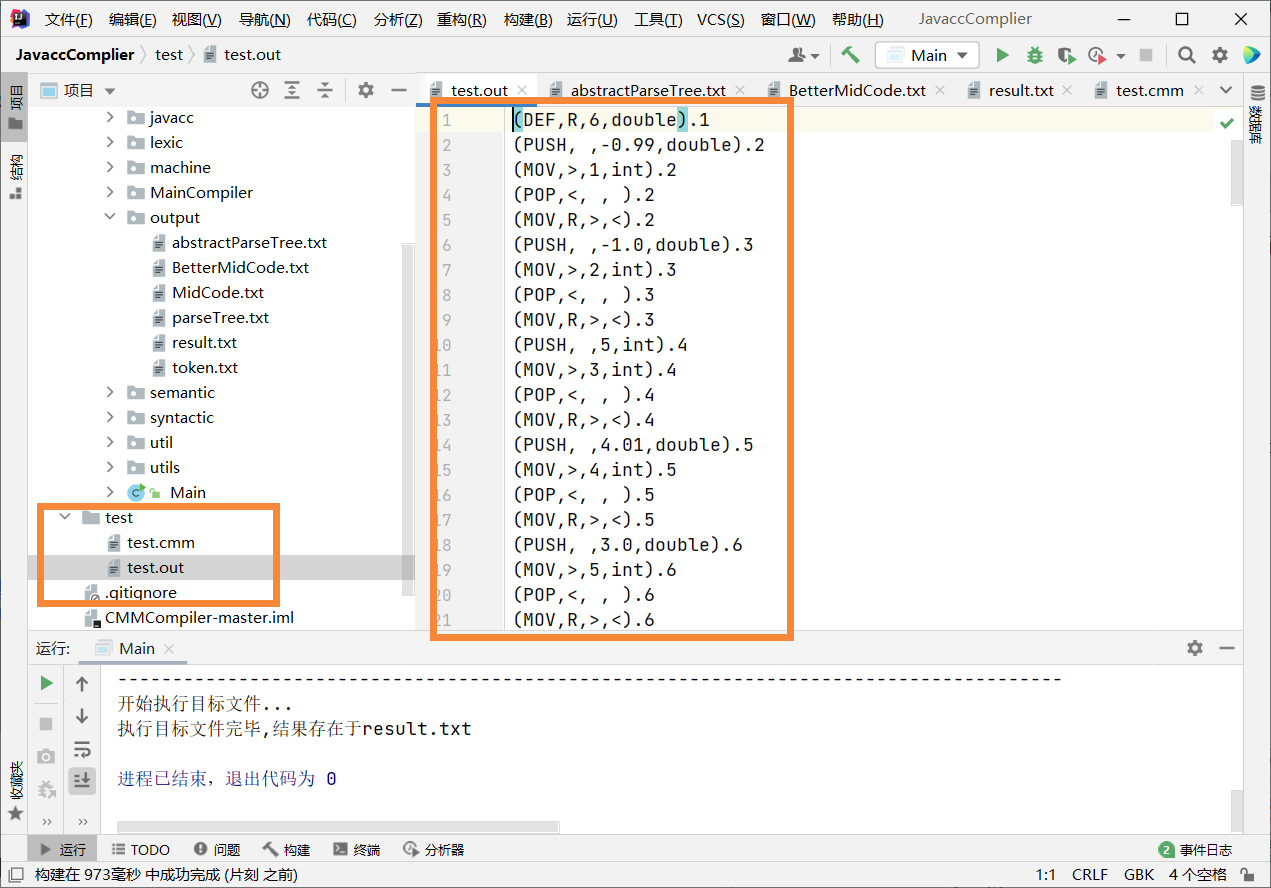 文件(F) 编辑(E) 视图(V) 导航(N) 代码(C) 分析(Z) 重构(R) 构建(B) 运行(U) 工具(T) VCS(S) 窗口(W) 帮助(H) JavaccComplier
JavaccComplier test test.out Main
项目
test.out abstractParseTree.txt BetterMidCode.txt result.txt test.cmm
项目
结构
收藏夹
数据库
javacc
lexic
machine
MainCompiler
output
abstractParseTree.txt
BetterMidCode.txt
MidCode.txt
parseTree.txt
result.txt
token.txt
semantic
syntactic
util
utils
Main
test
test.cmm
test.out
.gitignore
CMMCompiler-master.iml
1 (DEF,R,6,double).1
2 (PUSH, ,-0.99,double).2
3 (MOV,>,1,int).2
4 (POP,<, , ).2
5 (MOV,R,>,<).2
6 (PUSH, ,-1.0,double).3
7 (MOV,>,2,int).3
8 (POP,<, , ).3
9 (MOV,R,>,<).3
10 (PUSH, ,5,int).4
11 (MOV,>,3,int).4
12 (POP,<, , ).4
13 (MOV,R,>,<).4
14 (PUSH, ,4.01,double).5
15 (MOV,>,4,int).5
16 (POP,<, , ).5
17 (MOV,R,>,<).5
18 (PUSH, ,3.0,double).6
19 (MOV,>,5,int).6
20 (POP,<, , ).6
21 (MOV,R,>,<).6
运行: Main
--------------------------------------------------------------------------------------
开始执行目标文件...
执行目标文件完毕,结果存在于result.txt
进程已结束，退出代码为 0
运行 TODO 问题 构建 终端 分析器 2 事件日志
构建在 973毫秒 中成功完成 (片刻 之前) 1:1 CRLF GBK 4 个空格